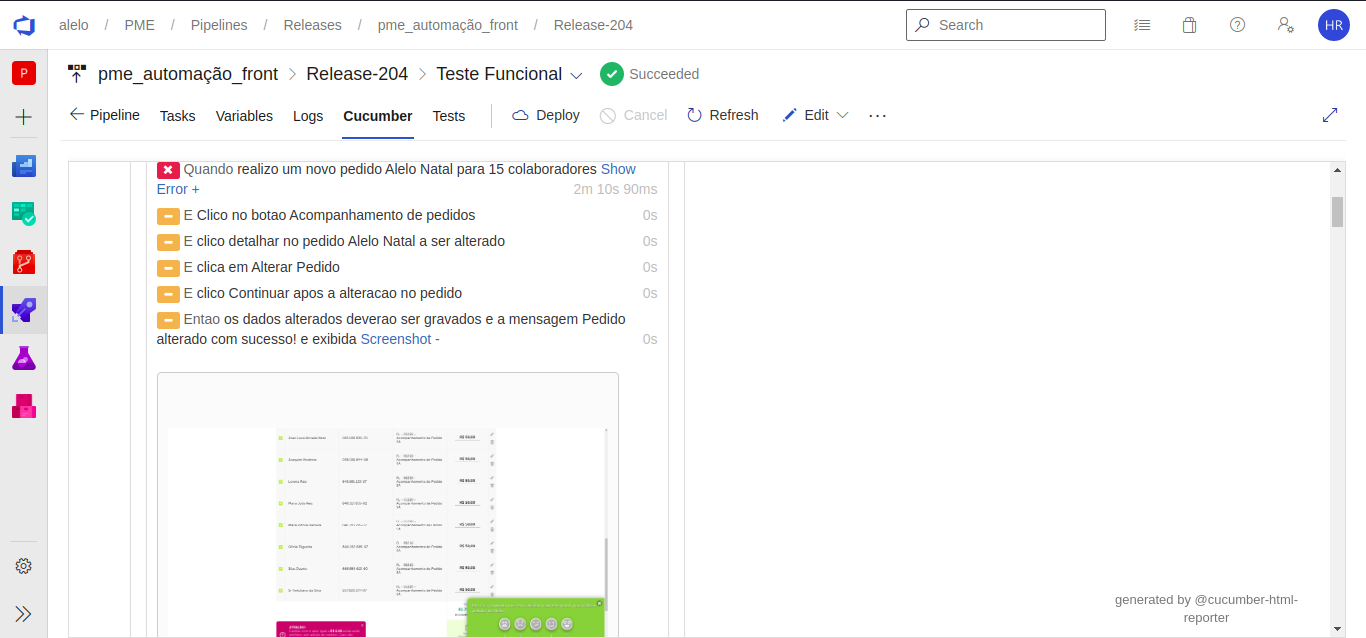 alelo / PME / Pipelines / Releases / pme_automação_front / Release-204
Search
HR
P
pme_automação_front > Release-204 > Teste Funcional
Succeeded
Pipeline Tasks Variables Logs Cucumber Tests
Deploy Cancel Refresh Edit
Quando realizo um novo pedido Alelo Natal para 15 colaboradores Show
Error + 2m 10s 90ms
E Clico no botao Acompanhamento de pedidos 0s
E clico detalhar no pedido Alelo Natal a ser alterado 0s
E clica em Alterar Pedido 0s
E clico Continuar apos a alteracao no pedido 0s
Entao os dados alterados deverao ser gravados e a mensagem Pedido
alterado com sucesso! e exibida Screenshot - 0s
generated by @cucumber-html-
reporter